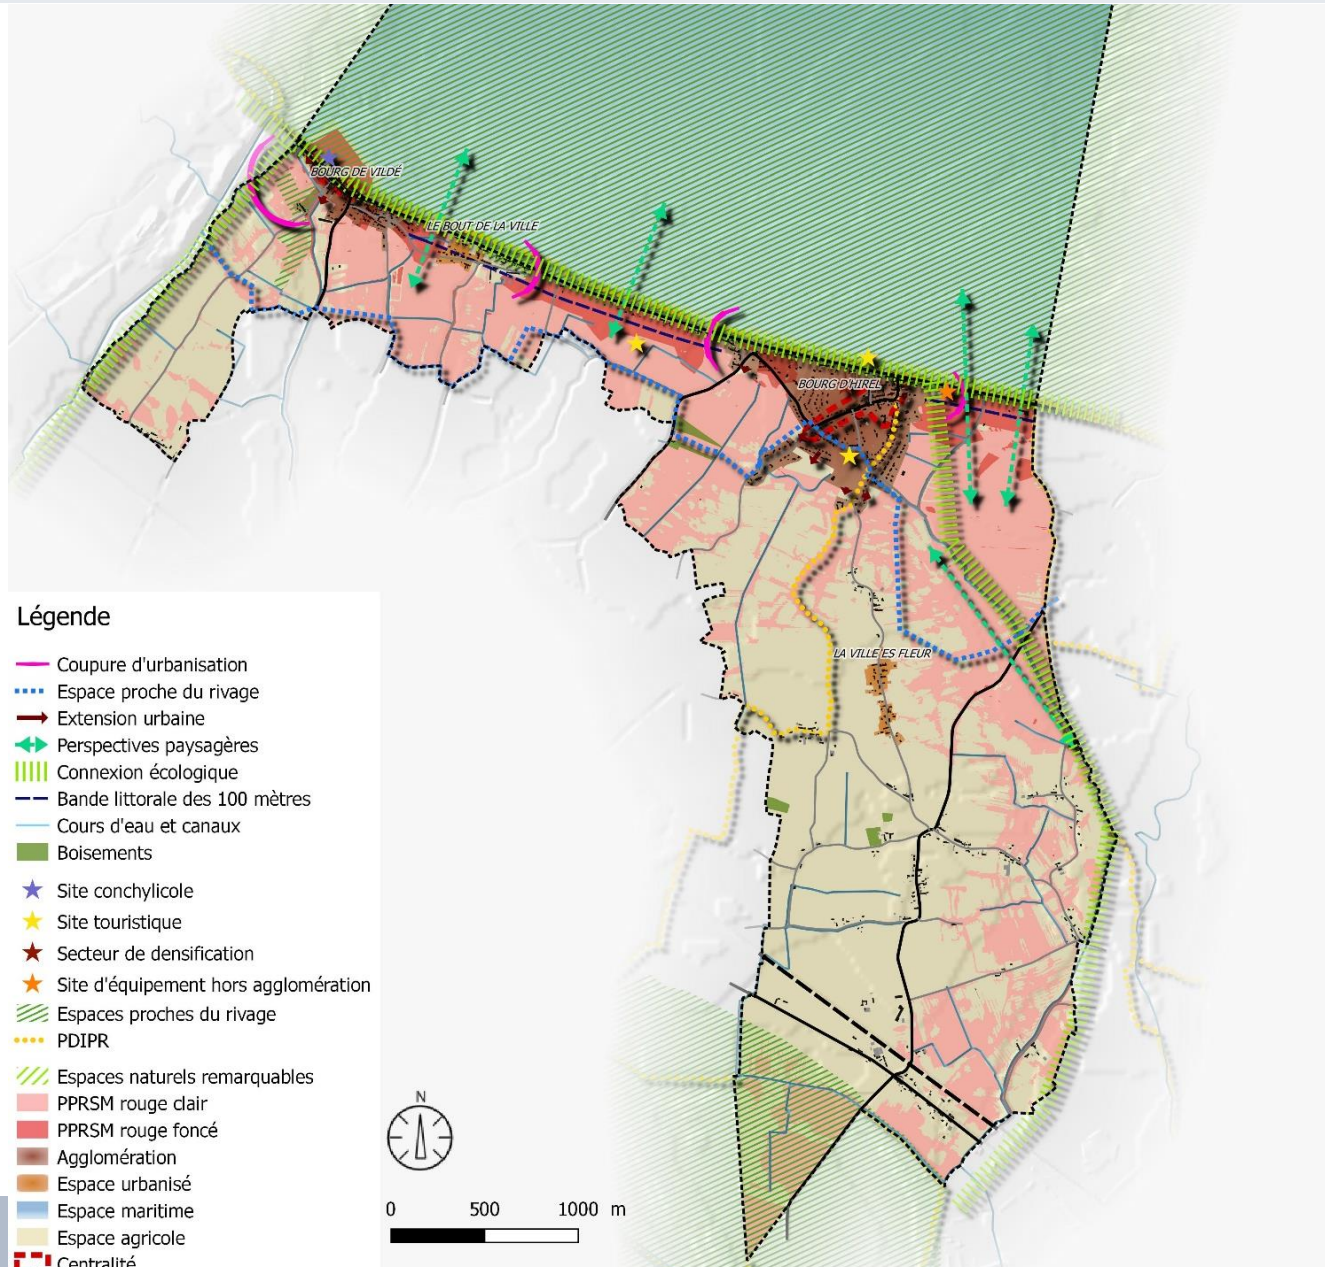 BOURG DE VILDÉ
LE BOUT DE LA VILLE
BOURG D'HIREL
LA VILLE ES FLEUR
Légende
Coupure d'urbanisation
Espace proche du rivage
Extension urbaine
Perspectives paysagères
Connexion écologique
Bande littorale des 100 mètres
Cours d'eau et canaux
Boisements
Site conchylicole
Site touristique
Secteur de densification
Site d'équipement hors agglomération
Espaces proches du rivage
PDIPR
Espaces naturels remarquables
PPRSM rouge clair
PPRSM rouge foncé
Agglomération
Espace urbanisé
Espace maritime
Espace agricole
Centralité
N
0 500 1000 m